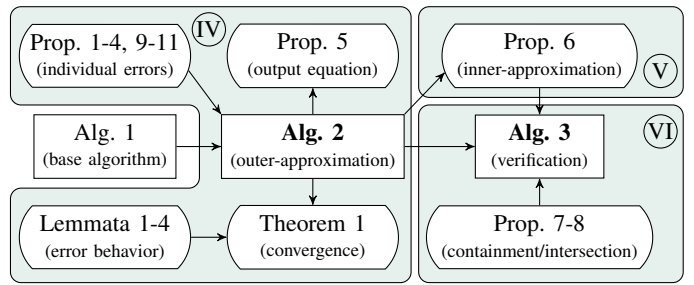 Prop. 1-4, 9-11
(individual errors)
IV
Prop. 5
(output equation)
Prop. 6
(inner-approximation)
V
Alg. 1
(base algorithm)
Alg. 2
(outer-approximation)
Alg. 3
(verification)
VI
Lemmata 1-4
(error behavior)
Theorem 1
(convergence)
Prop. 7-8
(containment/intersection)